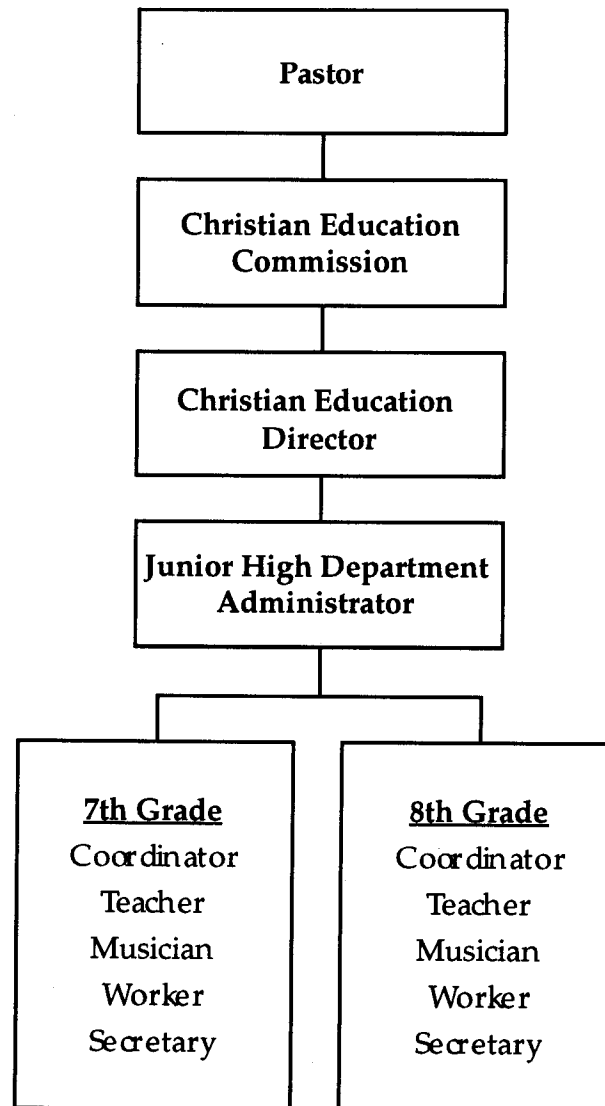 Pastor
Christian Education
Commission
Christian Education
Director
Junior High Department
Administrator
7th Grade
Coordinator
Teacher
Musician
Worker
Secretary
8th Grade
Coordinator
Teacher
Musician
Worker
Secretary